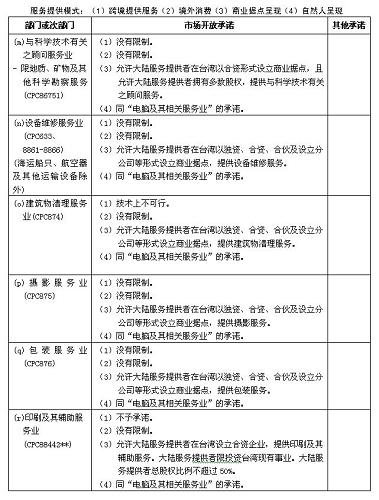 服务提供模式：（1）跨境提供服务（2）境外消费（3）商业据点呈现（4）自然人呈现
部门或次部门 市场开放承诺 其他承诺
(m)与科学技术有关之顾问服务业
- 限地质、矿物及其他科学勘察服务(CPC86751)
（1）没有限制。
（2）没有限制。
（3）允许大陆服务提供者在台湾以合资形式设立商业据点，且
允许大陆服务提供者拥有多数股权，提供与科学技术有关
之顾问服务。
（4）同“电脑及其相关服务业”的承诺。
(n)设备维修服务业
(CPC633、
8861-8866)
(海运船只、航空器
及其他运输设备除
外)
（1）没有限制。
（2）没有限制。
（3）允许大陆服务提供者在台湾以独资、合资、合伙及设立分
公司等形式设立商业据点，提供设备维修服务。
（4）同“电脑及其相关服务业”的承诺。
(o)建筑物清理服务
业(CPC874)
（1）技术上不可行。
（2）没有限制。
（3）允许大陆服务提供者在台湾以独资、合资、合伙及设立分
公司等形式设立商业据点，提供建筑物清理服务。
（4）同“电脑及其相关服务业”的承诺。
(p) 摄影服务业
(CPC875)
（1）没有限制。
（2）没有限制。
（3）允许大陆服务提供者在台湾以独资、合资、合伙及设立分
公司等形式设立商业据点，提供摄影服务。
（4）同“电脑及其相关服务业”的承诺。
(q) 包装服务业
(CPC876)
（1）没有限制。
（2）没有限制。
（3）允许大陆服务提供者在台湾以独资、合资、合伙及设立分
公司等形式设立商业据点，提供包装服务。
（4）同“电脑及其相关服务业”的承诺。
(r)印刷及其辅助服
务业
(CPC88442**)
（1）不予承诺。
（2）没有限制。
（3）允许大陆服务提供者在台湾设立合资企业，提供印刷及其
辅助服务。大陆服务提供者限投资台湾现有事业。大陆服
务提供者总股权比例不超过 50%。
（4）同“电脑及其相关服务业”的承诺。